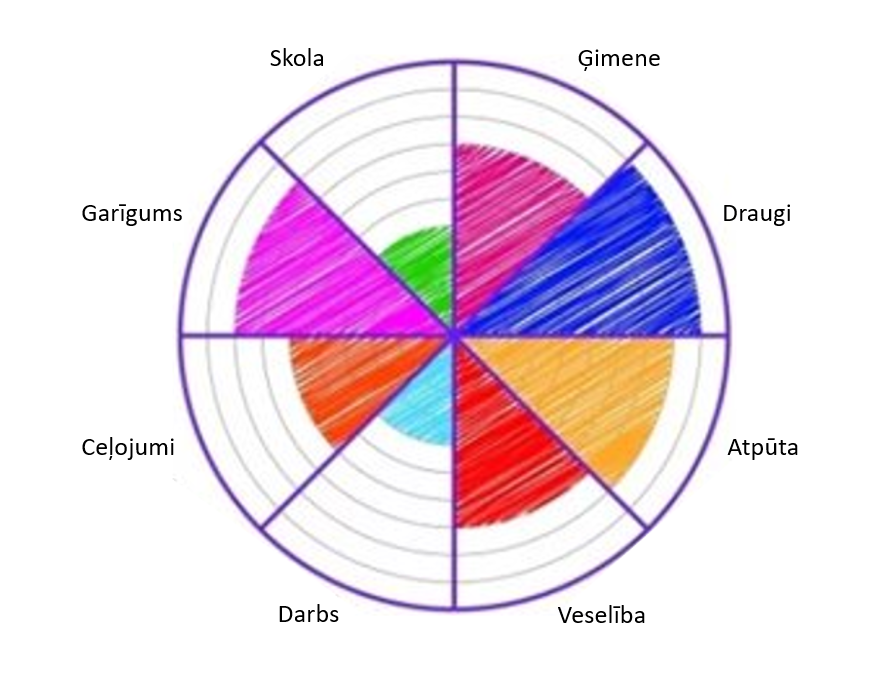 Skola
Ģimene
Garīgums
Draugi
Ceļojumi
Atpūta
Darbs
Veselība